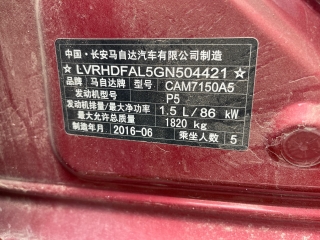 中国·长安马自达汽车有限公司制造
☆LVRHDFAL5GN504421☆
品牌 马自达牌 型号 CAM7150A5
发动机型号 P5
发动机排量/最大净功率 1.5 L/86 kW
最大允许总质量 1820 kg
制造年月 2016-06 乘坐人数 5